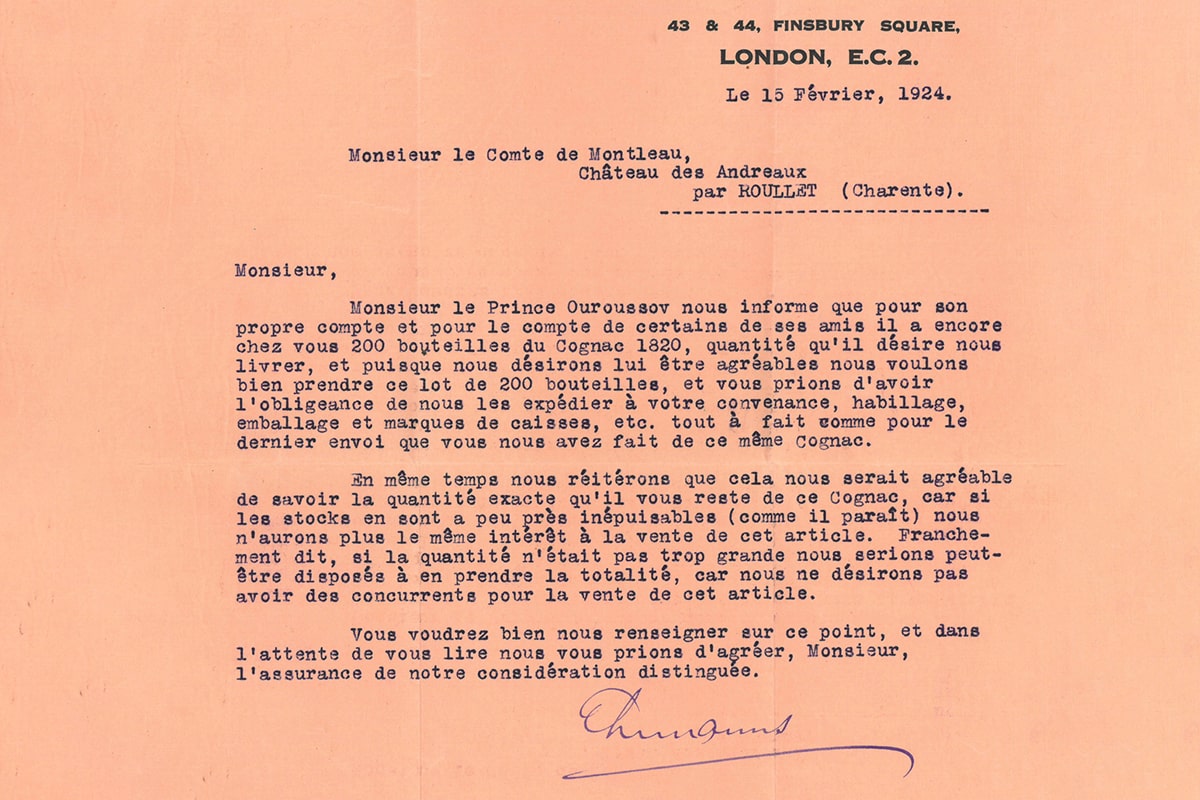 43 & 44, FINSBURY SQUARE,
LONDON, E.C. 2.
Le 15 Février, 1924.
Monsieur le Comte de Montleau,
Château des Andreaux
par ROULLET (Charente).
Monsieur,
Monsieur le Prince Ouroussov nous informe que pour son
propre compte et pour le compte de certains de ses amis il a encore
chez vous 200 bouteilles du Cognac 1820, quantité qu'il désire nous
livrer, et puisque nous désirons lui être agréables nous voulons
bien prendre ce lot de 200 bouteilles, et vous prions d'avoir
l'obligeance de nous les expédier à votre convenance, habillage,
emballage et marques de caisses, etc. tout à fait comme pour le
dernier envoi que vous nous avez fait de ce même Cognac.
En même temps nous réitérons que cela nous serait agréable
de savoir la quantité exacte qu'il vous reste de ce Cognac, car si
les stocks en sont a peu près inépuisables (comme il paraît) nous
n'aurons plus le même intérêt à la vente de cet article. Franche-
ment dit, si la quantité n'était pas trop grande nous serions peut-
être disposés à en prendre la totalité, car nous ne désirons pas
avoir des concurrents pour la vente de cet article.
Vous voudrez bien nous renseigner sur ce point, et dans
l'attente de vous lire nous vous prions d'agréer, Monsieur,
l'assurance de notre considération distinguée.